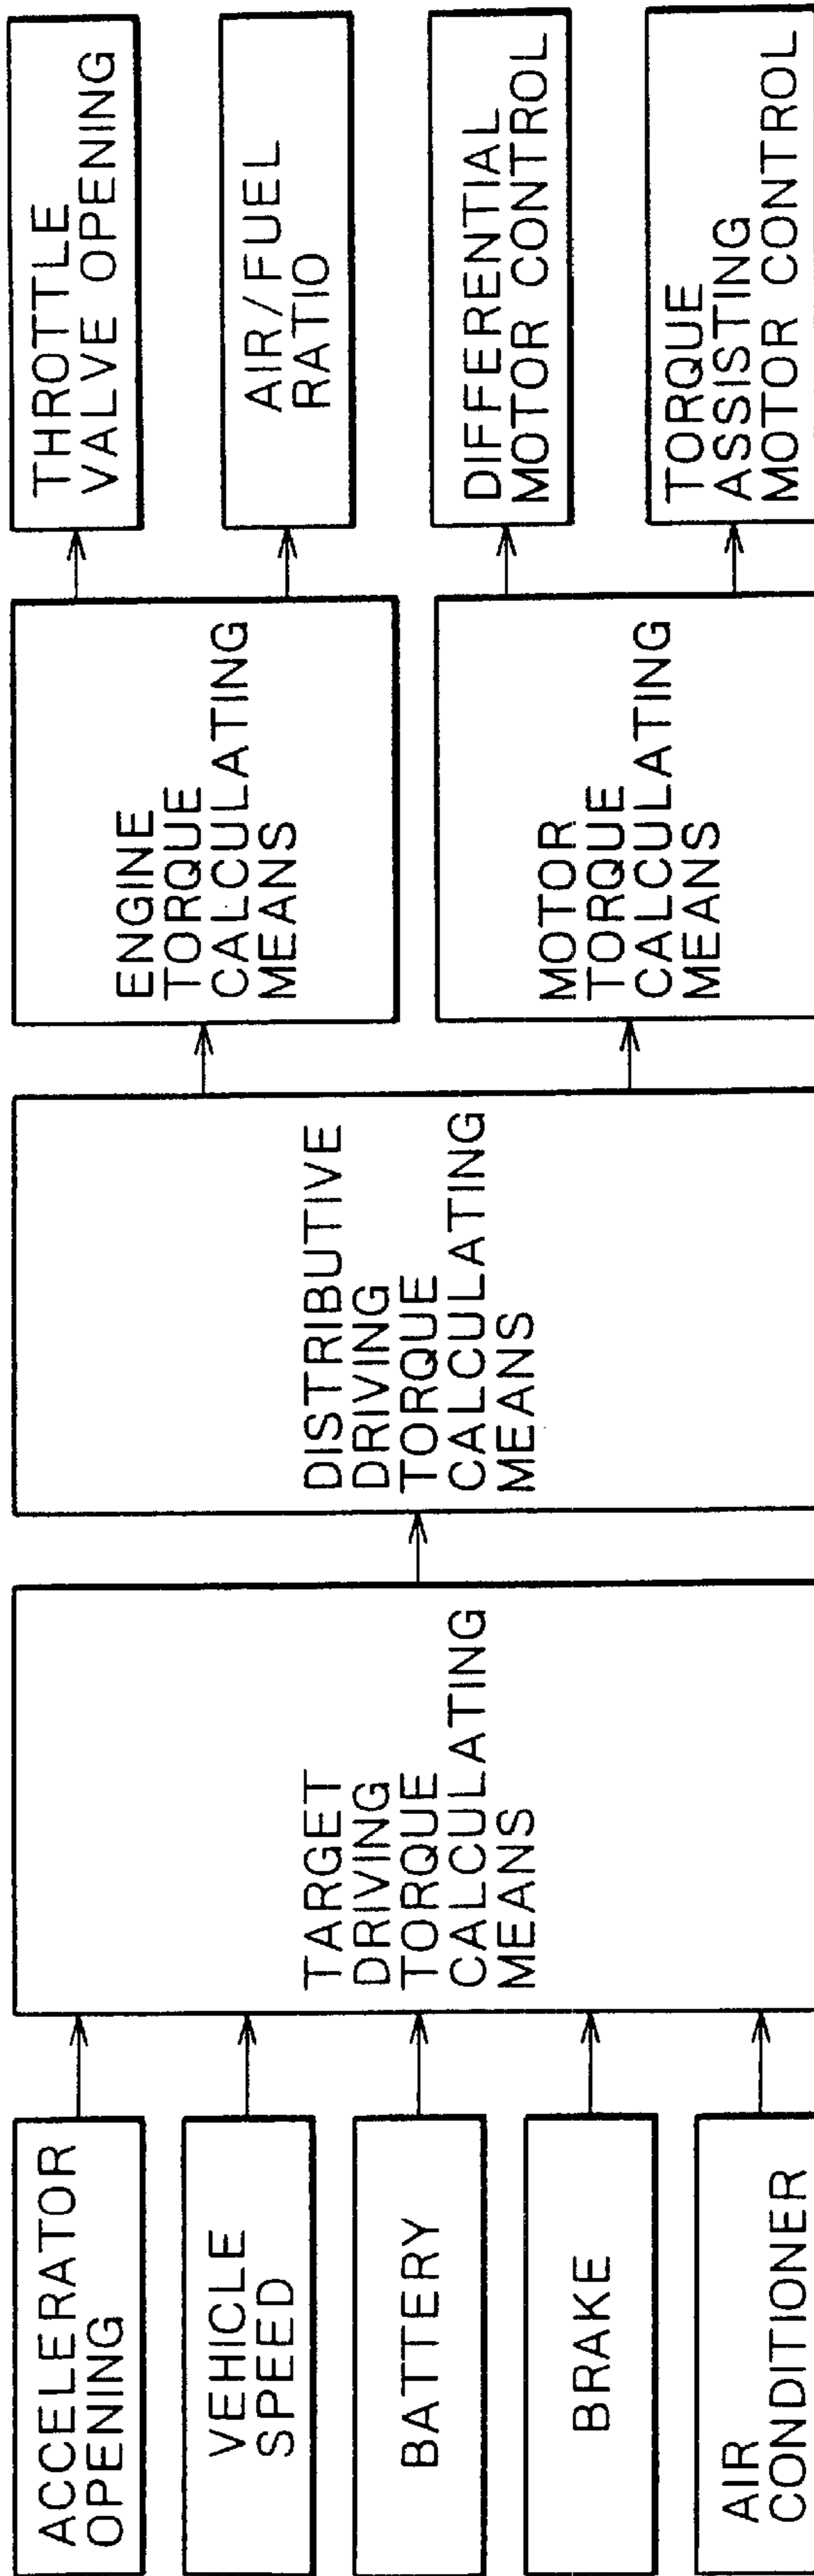 ACCELERATOR
OPENING
VEHICLE
SPEED
BATTERY
BRAKE
AIR
CONDITIONER
TARGET
DRIVING
TORQUE
CALCULATING
MEANS
DISTRIBUTIVE
DRIVING
TORQUE
CALCULATING
MEANS
ENGINE
TORQUE
CALCULATING
MEANS
MOTOR
TORQUE
CALCULATING
MEANS
THROTTLE
VALVE OPENING
AIR/FUEL
RATIO
DIFFERENTIAL
MOTOR CONTROL
TORQUE
ASSISTING
MOTOR CONTROL